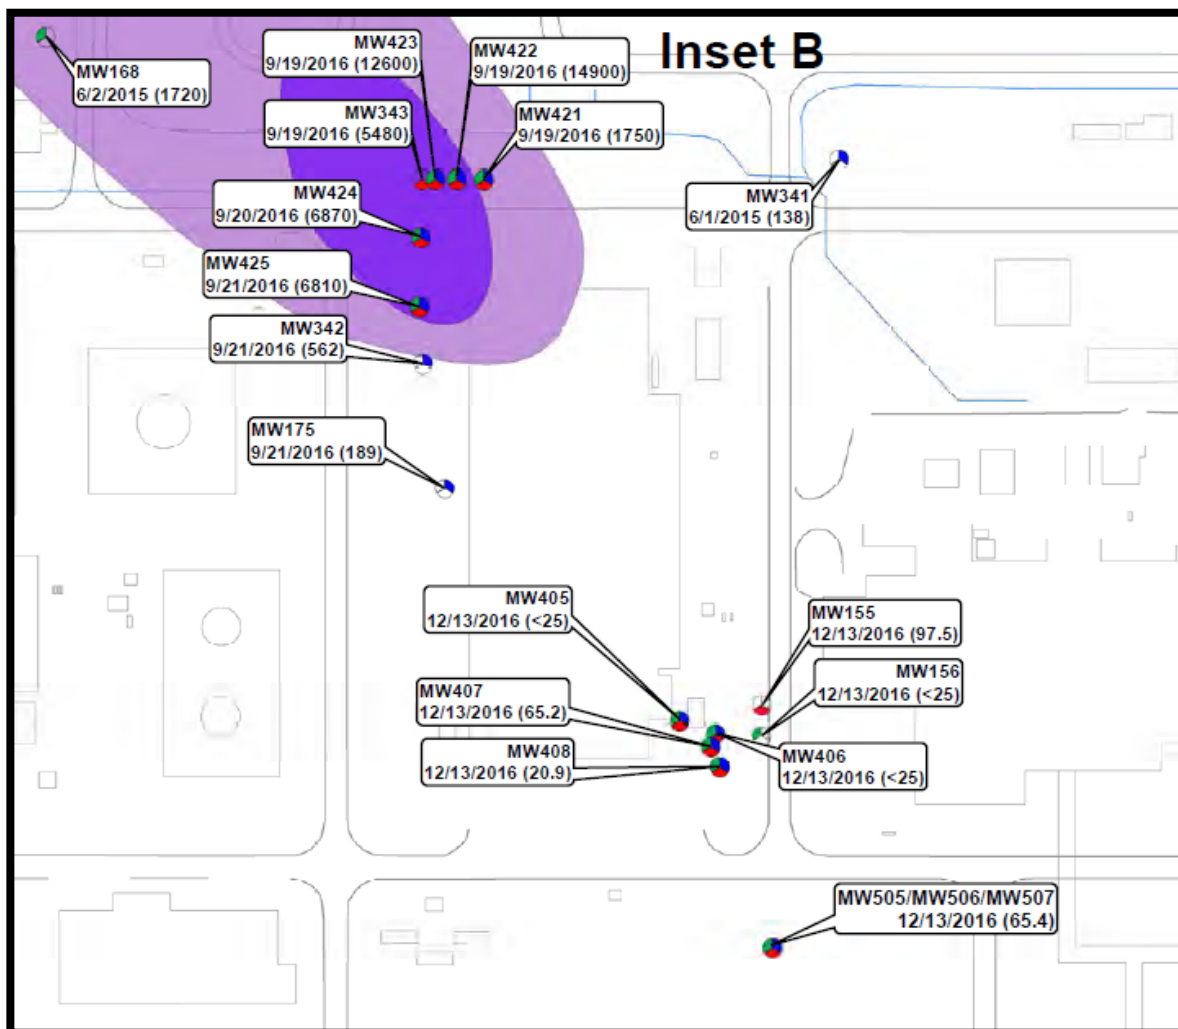 Inset B
MW168
6/2/2015 (1720)
MW423
9/19/2016 (12600)
MW422
9/19/2016 (14900)
MW343
9/19/2016 (5480)
MW421
9/19/2016 (1750)
MW424
9/20/2016 (6870)
MW341
6/1/2015 (138)
MW425
9/21/2016 (6810)
MW342
9/21/2016 (562)
MW175
9/21/2016 (189)
MW405
12/13/2016 (<25)
MW155
12/13/2016 (97.5)
MW156
12/13/2016 (<25)
MW407
12/13/2016 (65.2)
MW408
12/13/2016 (20.9)
MW406
12/13/2016 (<25)
MW505/MW506/MW507
12/13/2016 (65.4)